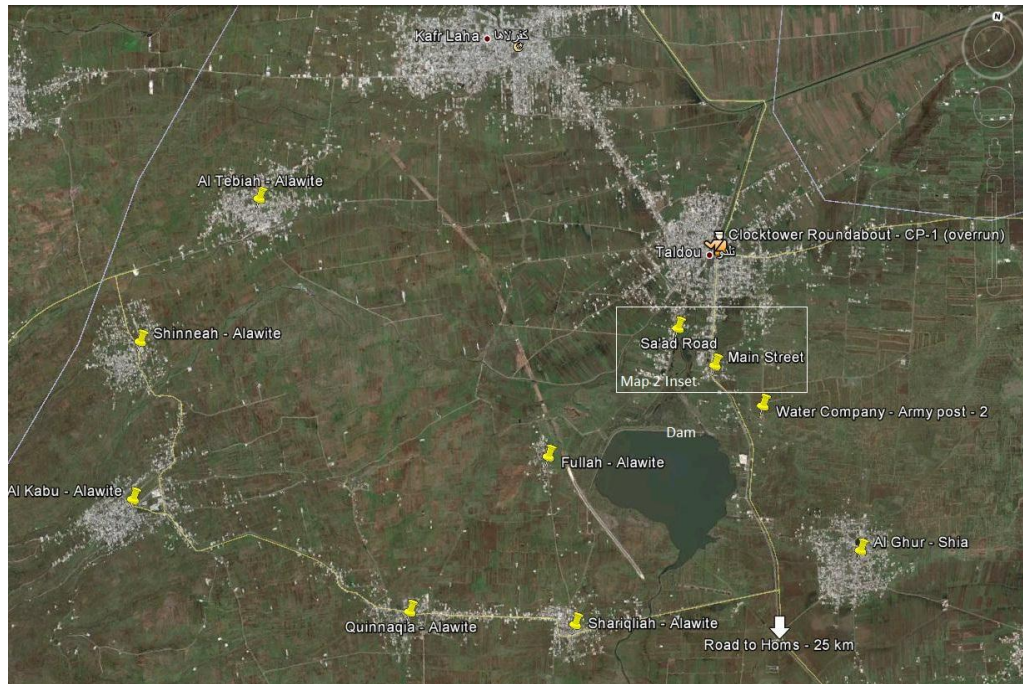 N
Kafr Laha كفرلاها
Al Tebiah - Alawite
Clocktower Roundabout - CP-1 (overrun)
Taldou
Shinneah - Alawite
Sa'ad Road
Main Street
Map 2 Inset
Water Company - Army post - 2
Dam
Fullah - Alawite
Al Kabu - Alawite
Al Ghur - Shia
Quinnaqia - Alawite
Shariqliah - Alawite
Road to Homs - 25 km